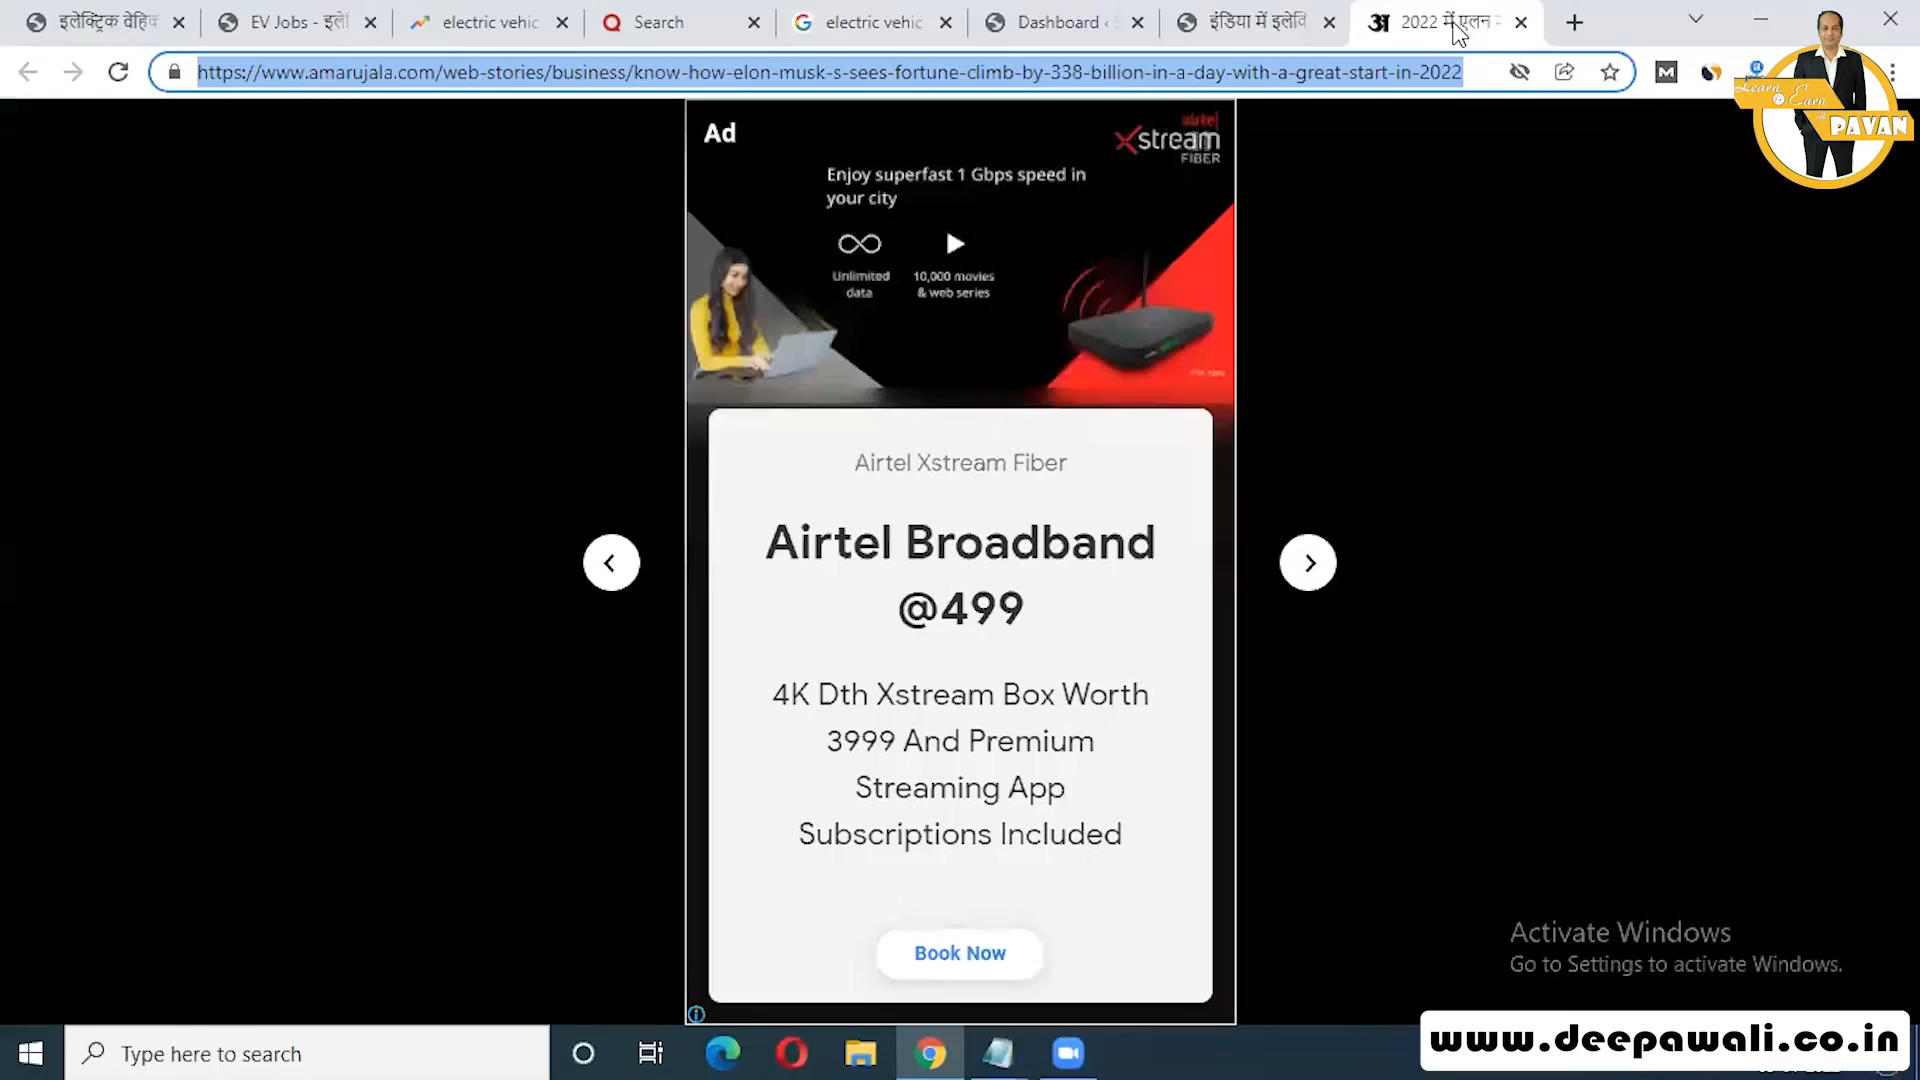 इलेक्ट्रिक वेहिक
EV Jobs - इले
electric vehic
Search
electric vehic
Dashboard ‹ S
इंडिया में इलेक्ि
2022 में एलन
https://www.amarujala.com/web-stories/business/know-how-elon-musk-s-sees-fortune-climb-by-338-billion-in-a-day-with-a-great-start-in-2022
Learn
to Earn
with
PAVAN
Ad
airtel
Xstream
FIBER
Enjoy superfast 1 Gbps speed in
your city
Unlimited
data
10,000 movies
& web series
Airtel Xstream Fiber
Airtel Broadband
@499
4K Dth Xstream Box Worth
3999 And Premium
Streaming App
Subscriptions Included
Book Now
Activate Windows
Go to Settings to activate Windows.
www.deepawali.co.in
Type here to search